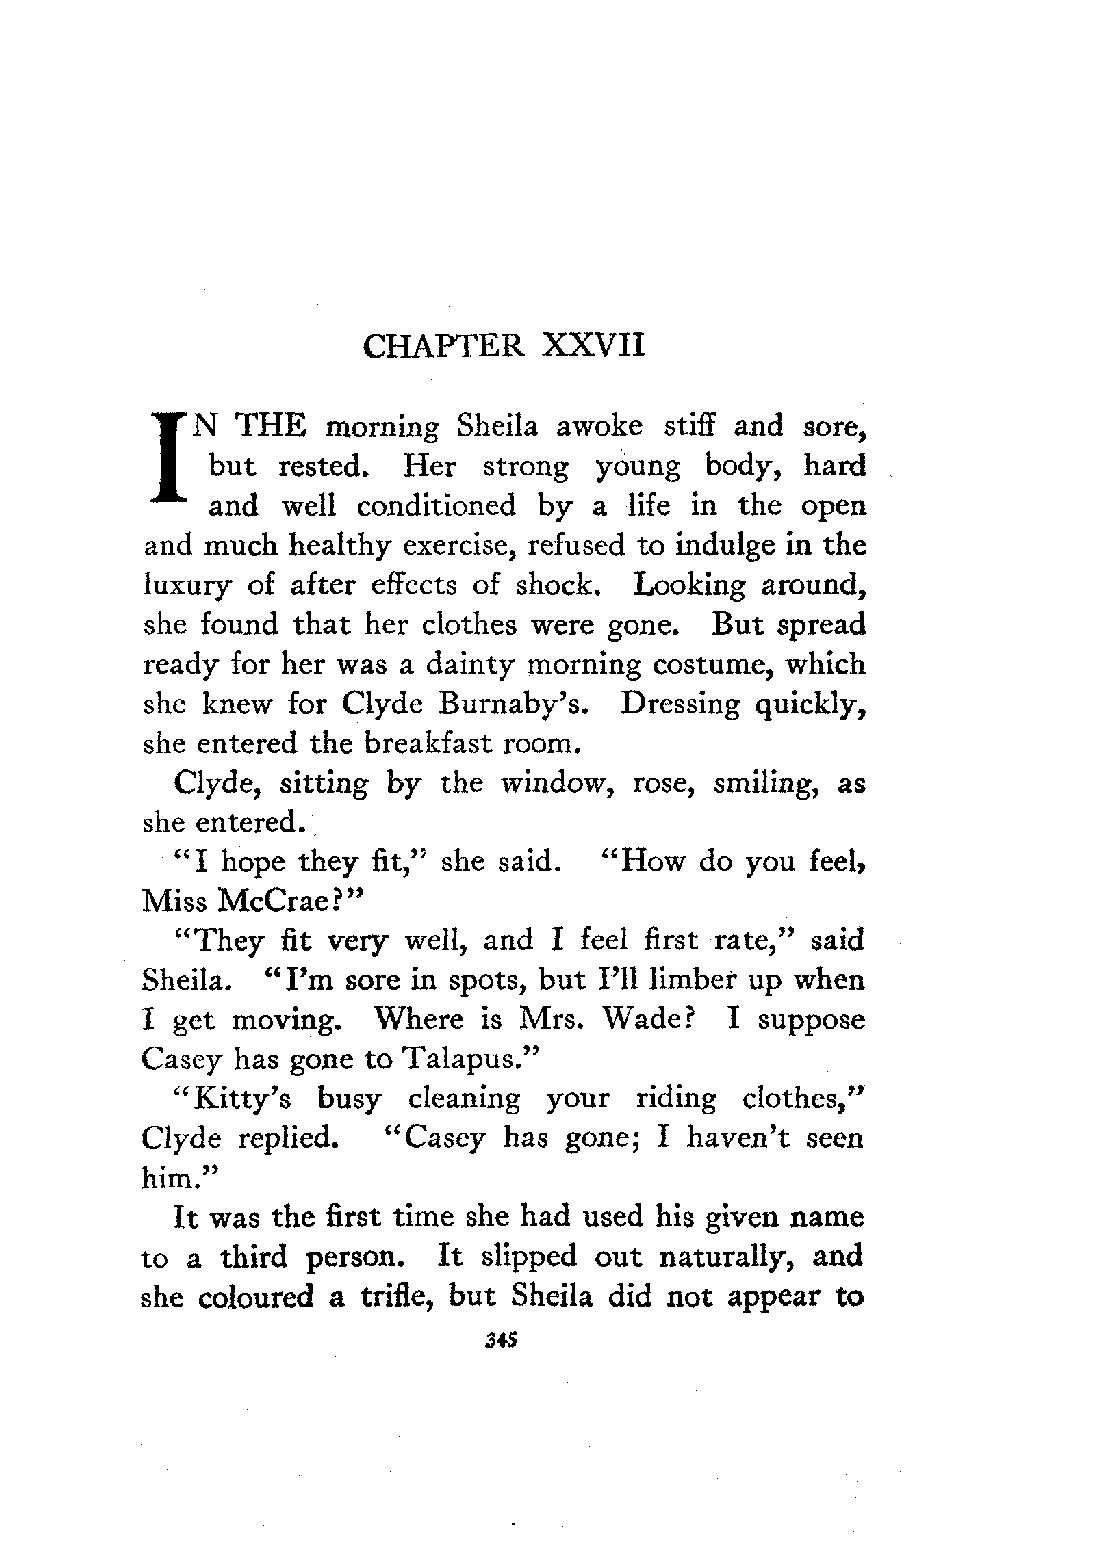 CHAPTER XXVII
IN THE morning Sheila awoke stiff and sore,
but rested. Her strong young body, hard
and well conditioned by a life in the open
and much healthy exercise, refused to indulge in the
luxury of after effects of shock. Looking around,
she found that her clothes were gone. But spread
ready for her was a dainty morning costume, which
she knew for Clyde Burnaby's. Dressing quickly,
she entered the breakfast room.
Clyde, sitting by the window, rose, smiling, as
she entered.
"I hope they fit," she said. "How do you feel,
Miss McCrae?"
"They fit very well, and I feel first rate," said
Sheila. "I'm sore in spots, but I'll limber up when
I get moving. Where is Mrs. Wade? I suppose
Casey has gone to Talapus."
"Kitty's busy cleaning your riding clothes,"
Clyde replied. "Casey has gone; I haven't seen
him."
It was the first time she had used his given name
to a third person. It slipped out naturally, and
she coloured a trifle, but Sheila did not appear to
345